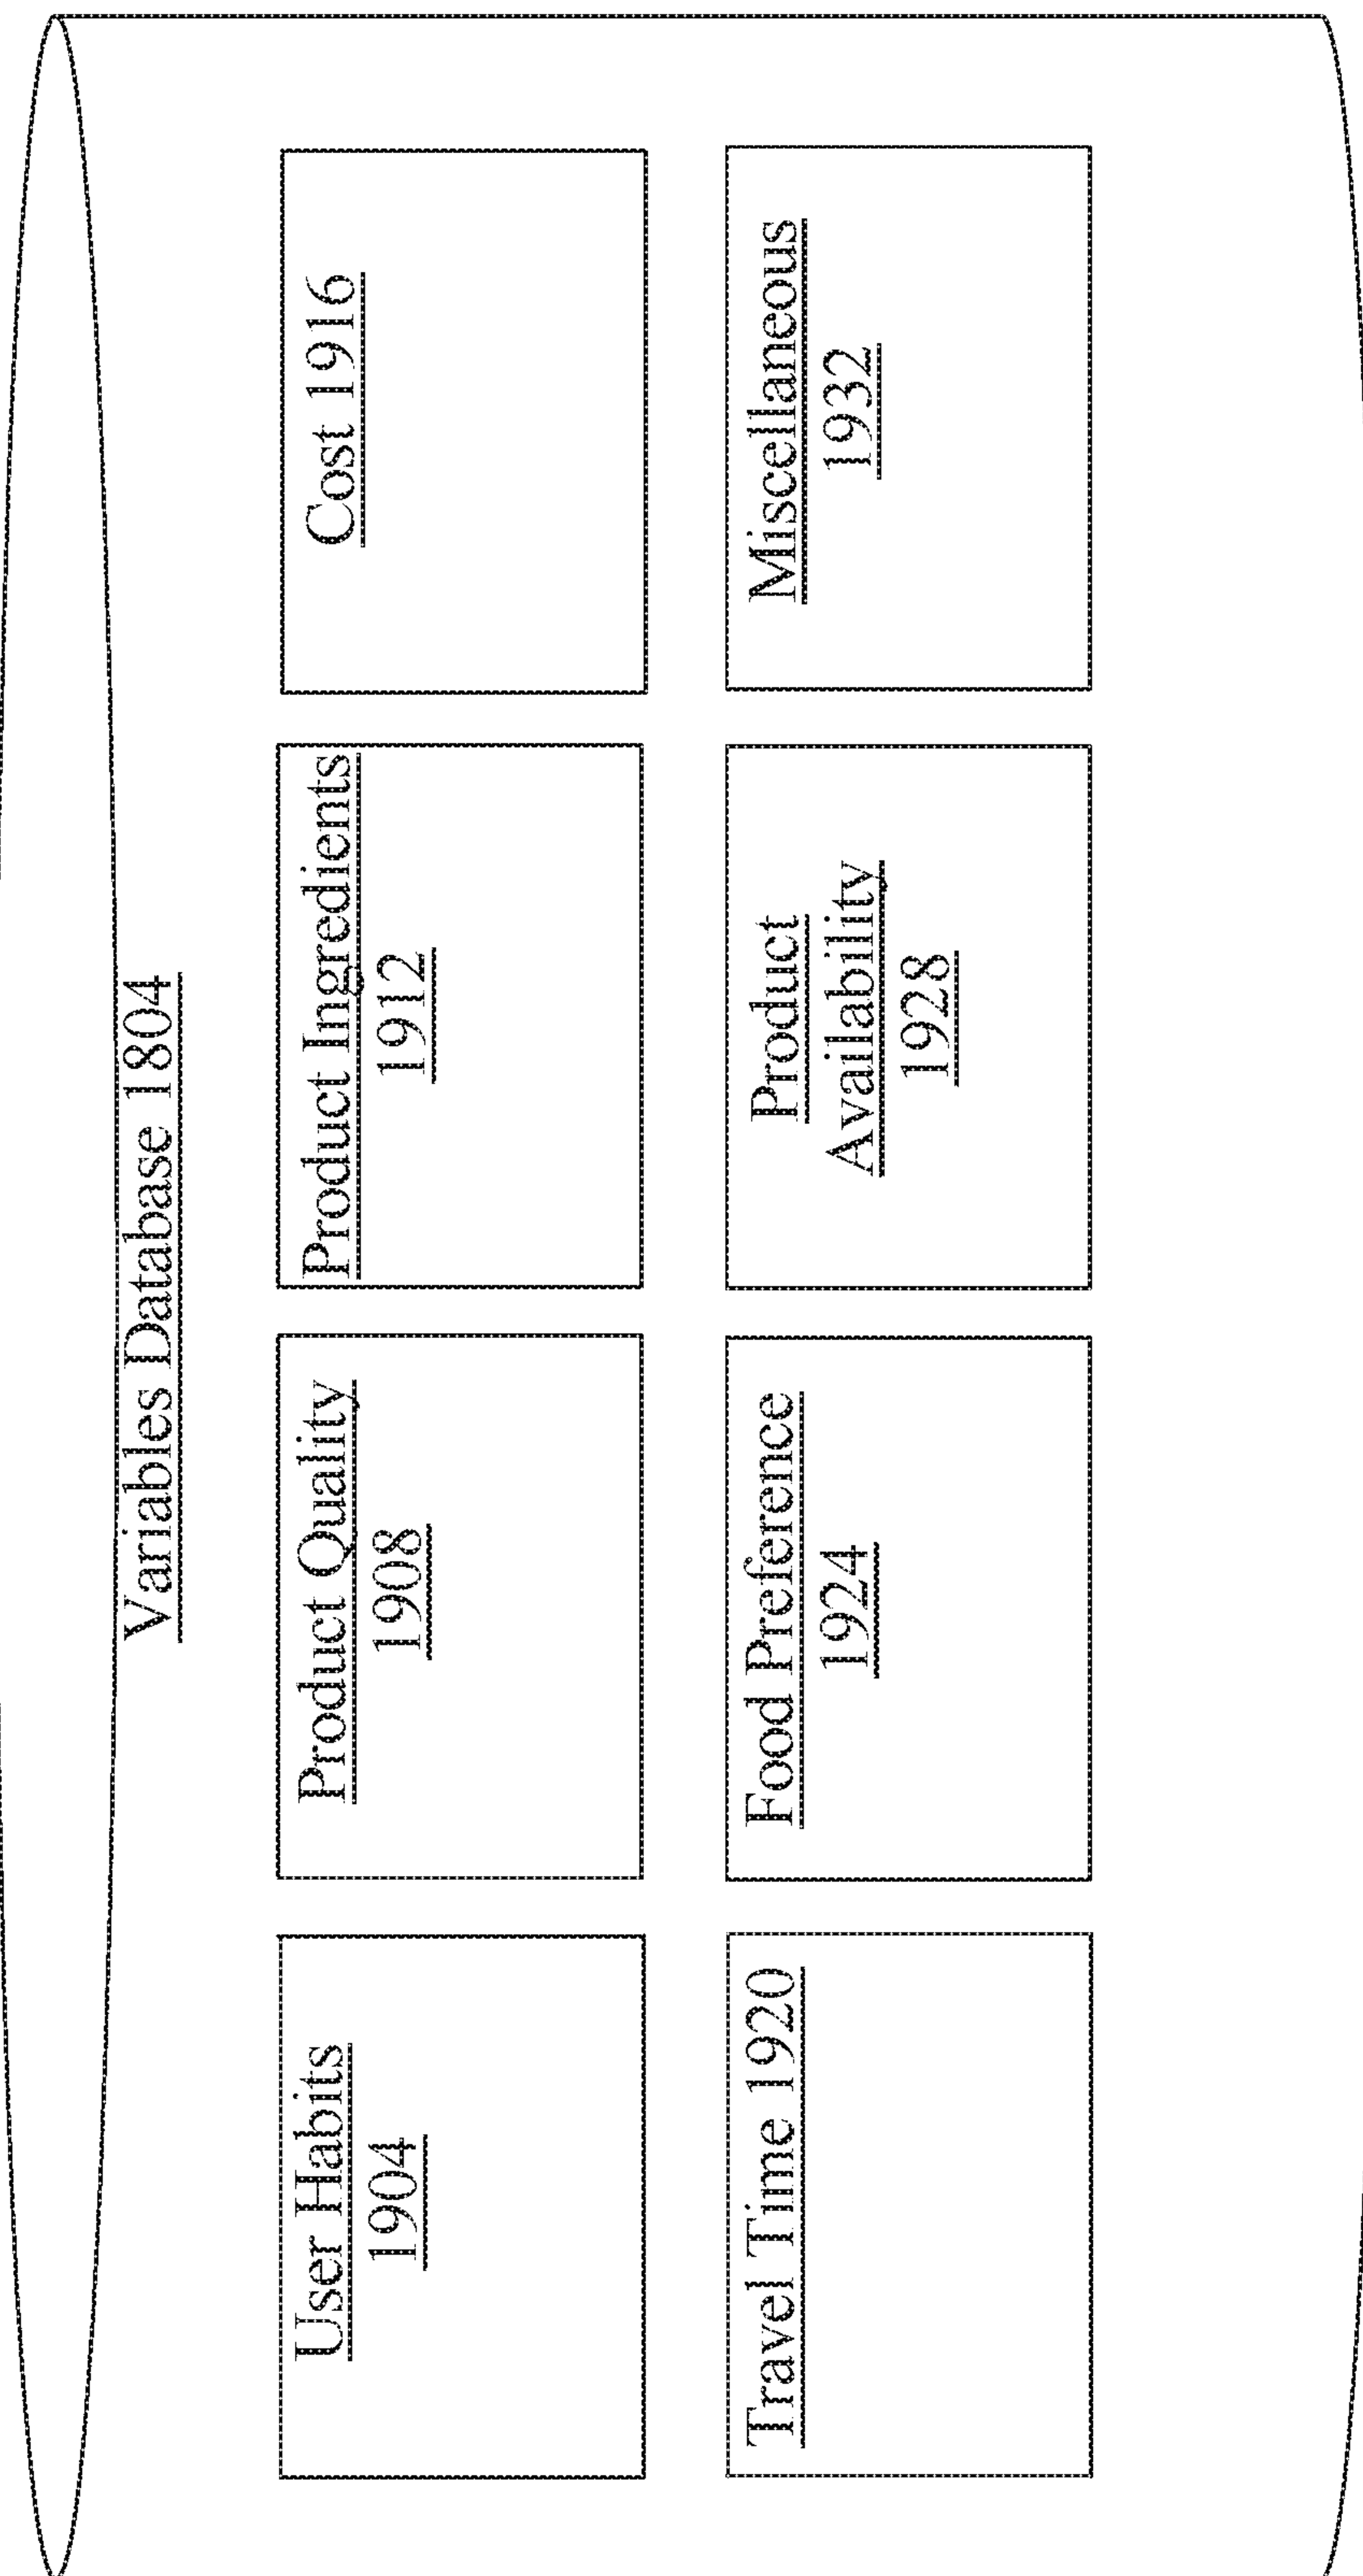 Variables Database 1804
User Habits
1904
Product Quality
1908
Product Ingredients
1912
Cost 1916
Travel Time 1920
Food Preference
1924
Product
Availability
1928
Miscellaneous
1932